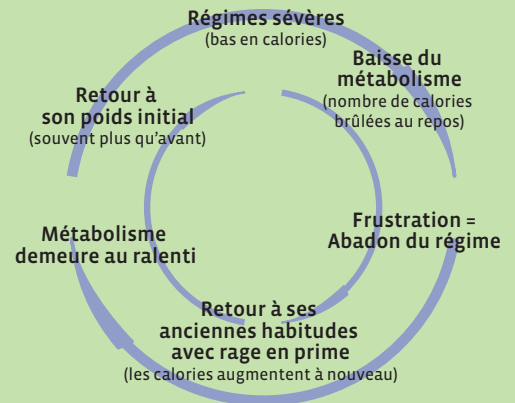 Régimes sévères
(bas en calories)
Baisse du
métabolisme
(nombre de calories
brûlées au repos)
Frustration =
Abadon du régime
Retour à ses
anciennes habitudes
avec rage en prime
(les calories augmentent à nouveau)
Métabolisme
demeure au ralenti
Retour à
son poids initial
(souvent plus qu'avant)